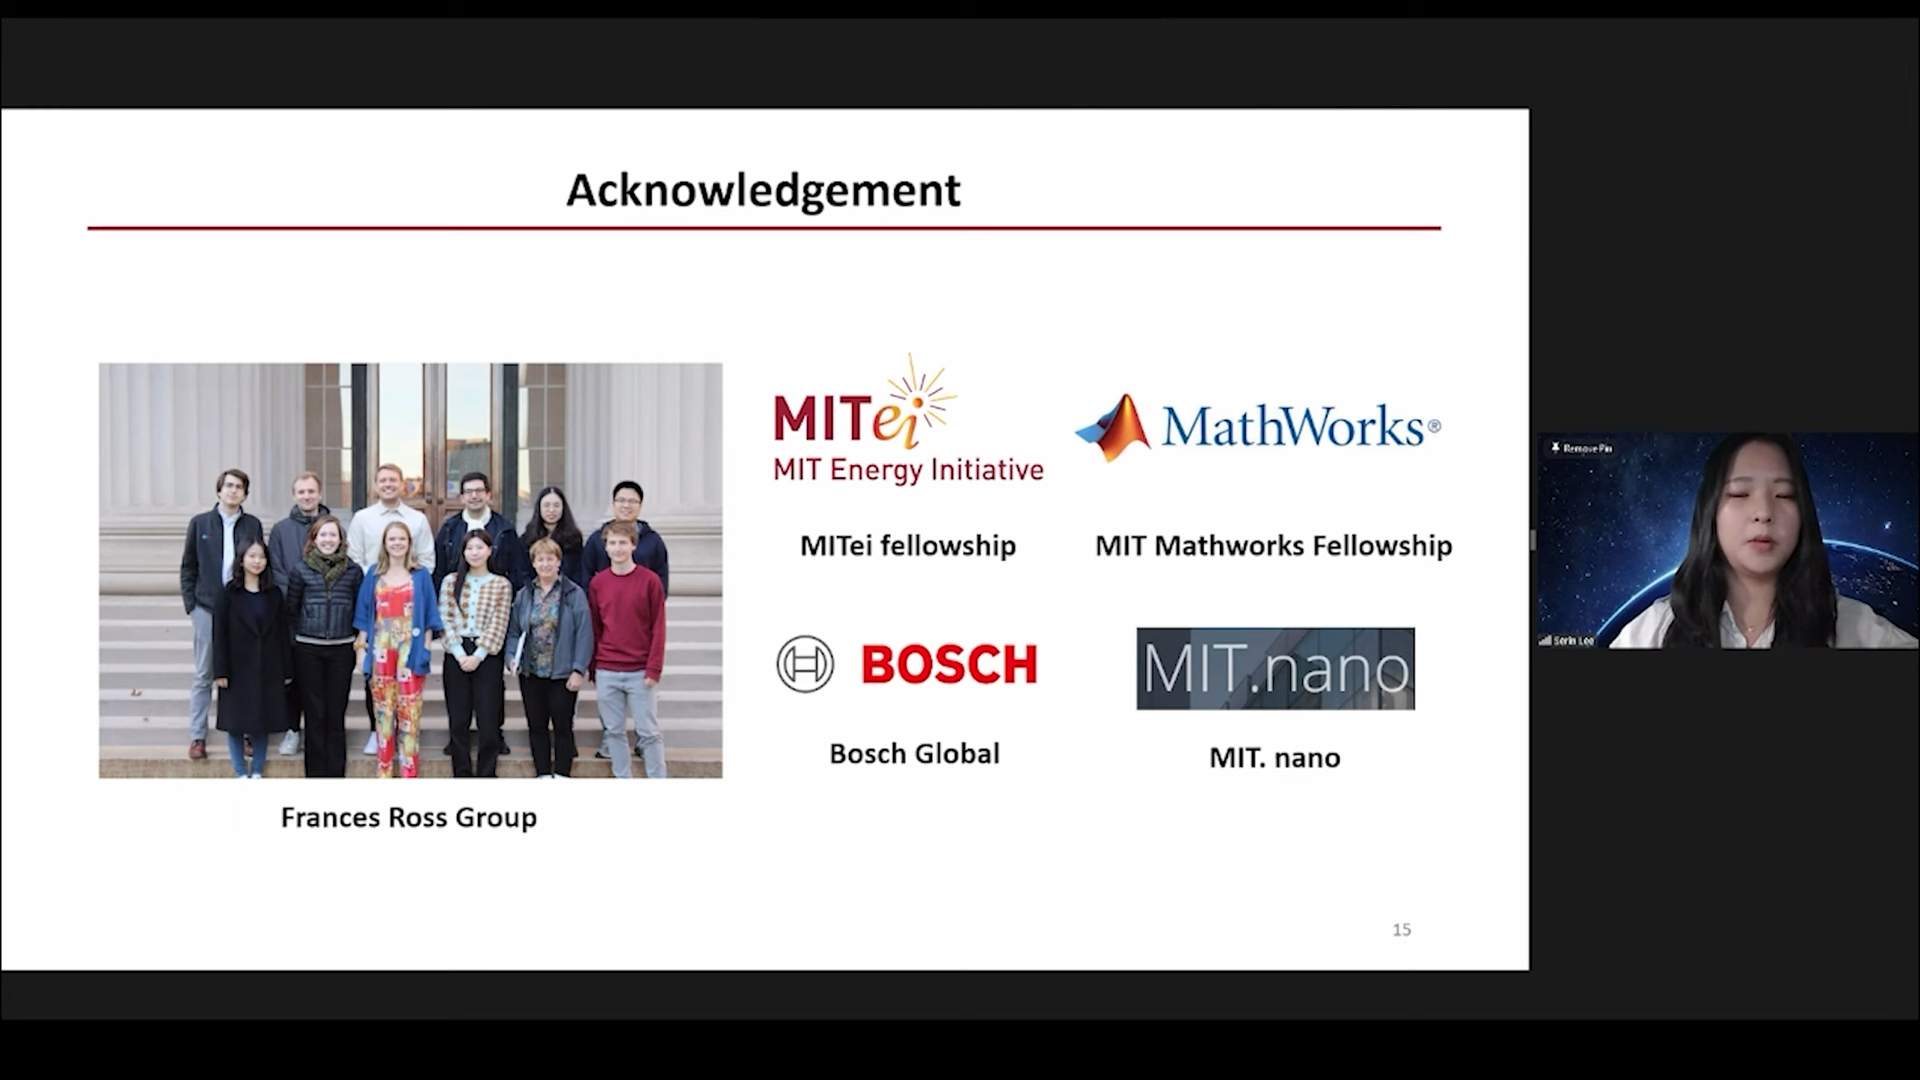 Acknowledgement
MITei
MIT Energy Initiative
MathWorks®
MITei fellowship
MIT Mathworks Fellowship
BOSCH
MIT.nano
Bosch Global
MIT. nano
Frances Ross Group
15
Remove Pin
Serin Lee